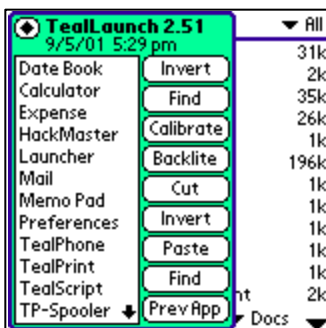 TealLaunch 2.51
9/5/01 5:29 pm
Date Book
Calculator
Expense
HackMaster
Launcher
Mail
Memo Pad
Preferences
TealPhone
TealPrint
TealScript
TP-Spooler
Invert
Find
Calibrate
Backlite
Cut
Invert
Paste
Find
Prev App
All
31k
2k
35k
26k
1k
196k
1k
1k
1k
1k
1k
nt 2k
Docs